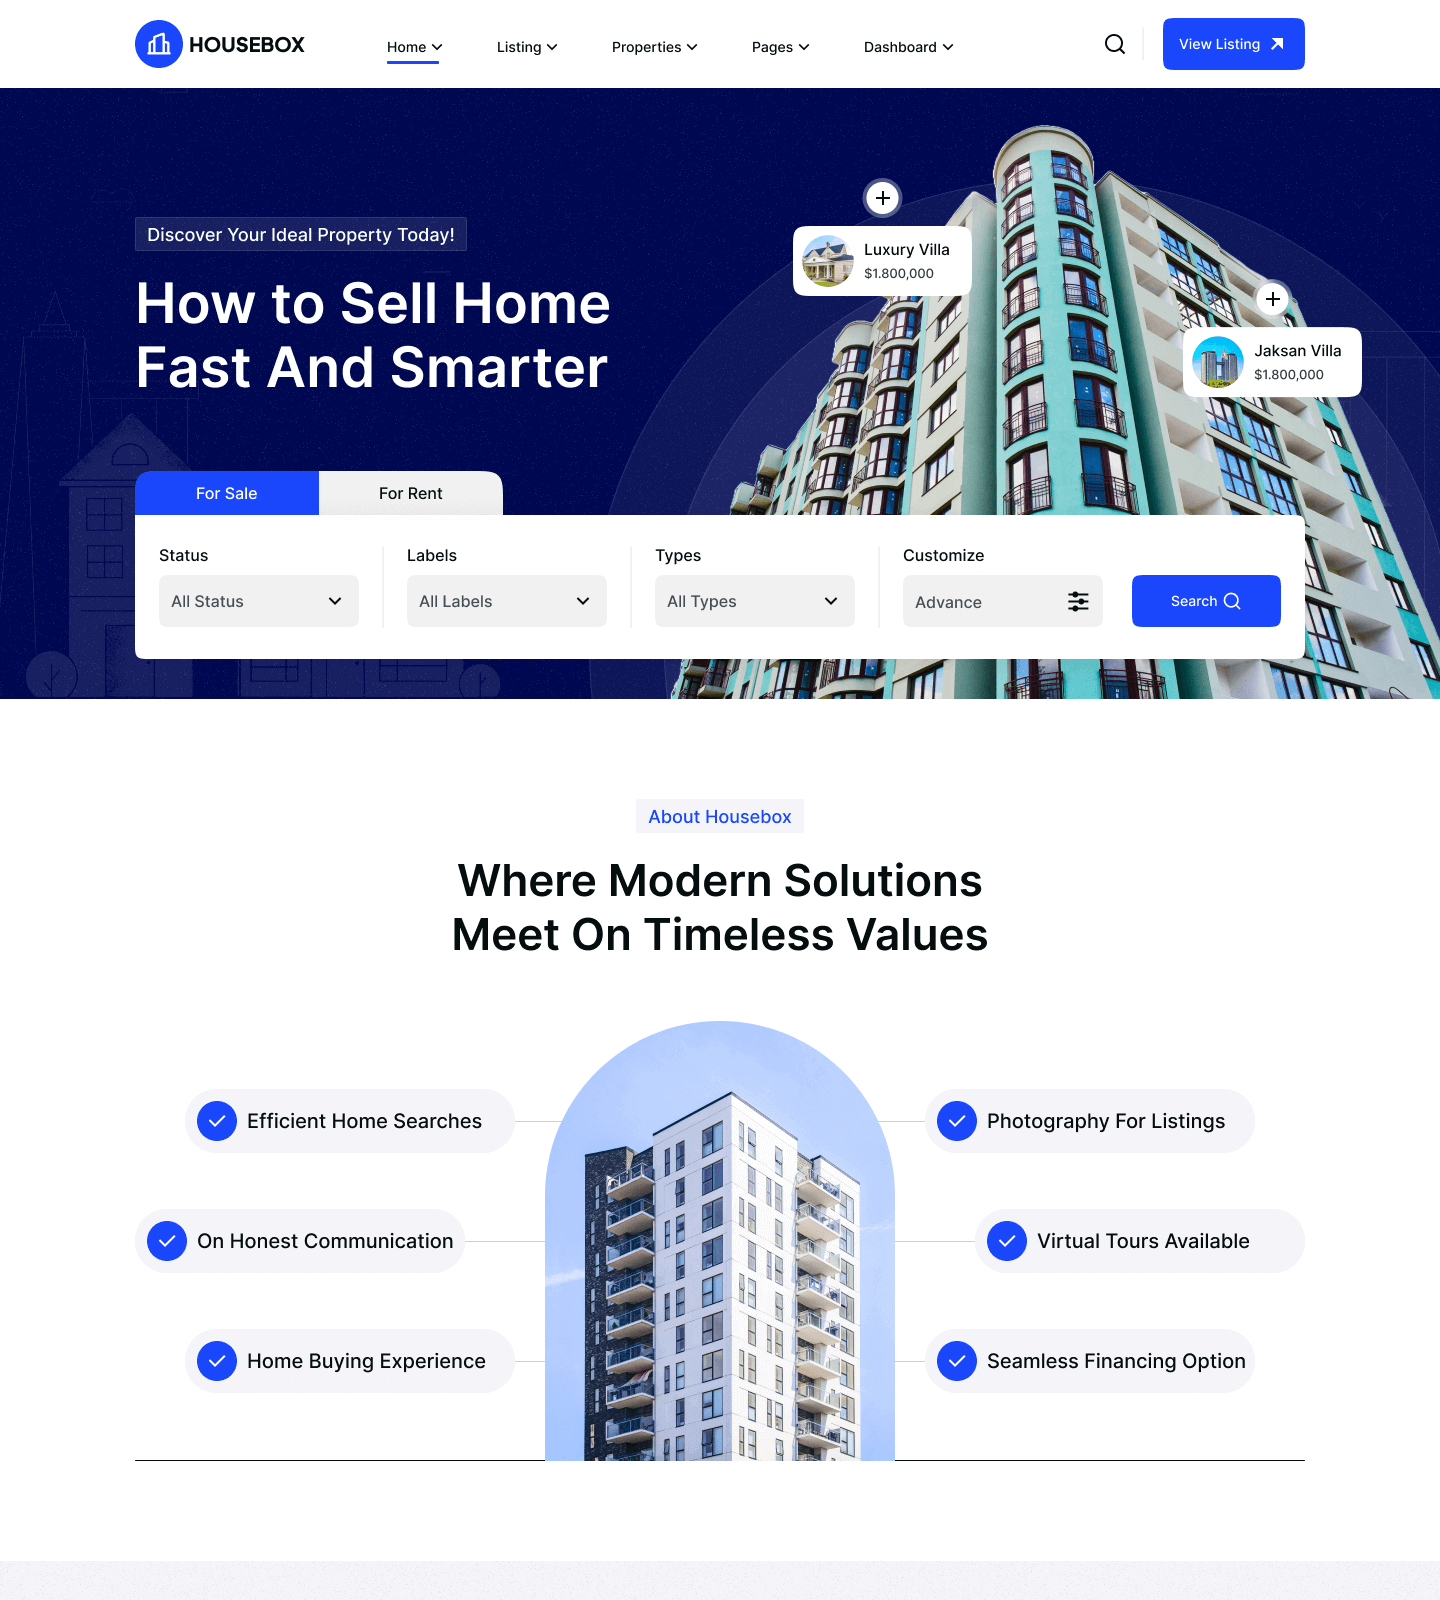 HOUSEBOX
Home
Listing
Properties
Pages
Dashboard
View Listing
Discover Your Ideal Property Today!
How to Sell Home
Fast And Smarter
Luxury Villa
$1.800,000
Jaksan Villa
$1.800,000
For Sale
For Rent
Status
Labels
Types
Customize
All Status
All Labels
All Types
Advance
Search
About Housebox
Where Modern Solutions
Meet On Timeless Values
Efficient Home Searches
Photography For Listings
On Honest Communication
Virtual Tours Available
Home Buying Experience
Seamless Financing Option